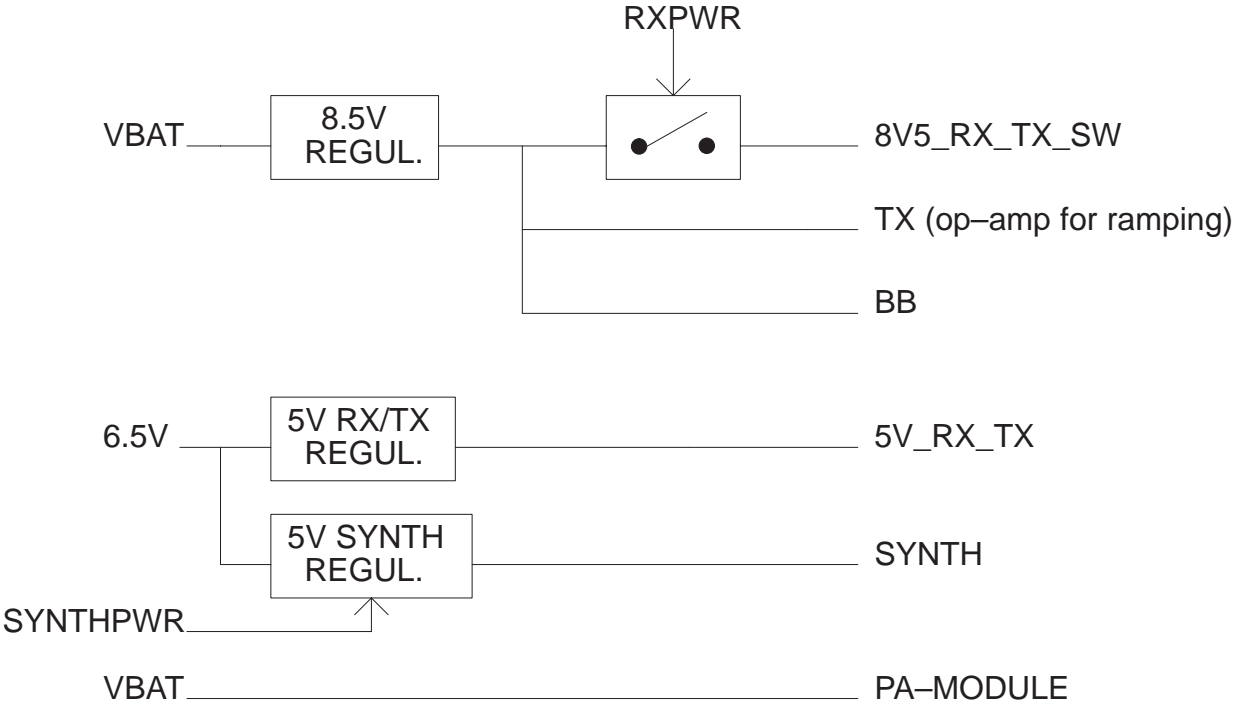 RXPWR
VBAT
8.5V
REGUL.
8V5_RX_TX_SW
TX (op–amp for ramping)
BB
6.5V
5V RX/TX
REGUL.
5V_RX_TX
5V SYNTH
REGUL.
SYNTH
SYNTHPWR
VBAT
PA–MODULE